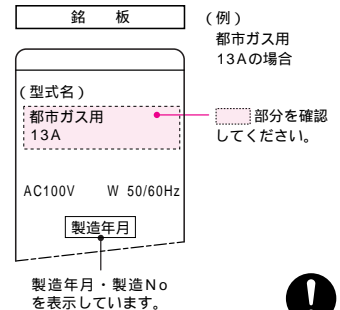 銘 板
(例)
都市ガス用
13Aの場合
(型式名)
都市ガス用
13A
部分を確認
してください。
AC100V W 50/60Hz
製造年月
製造年月・製造No
を表示しています。